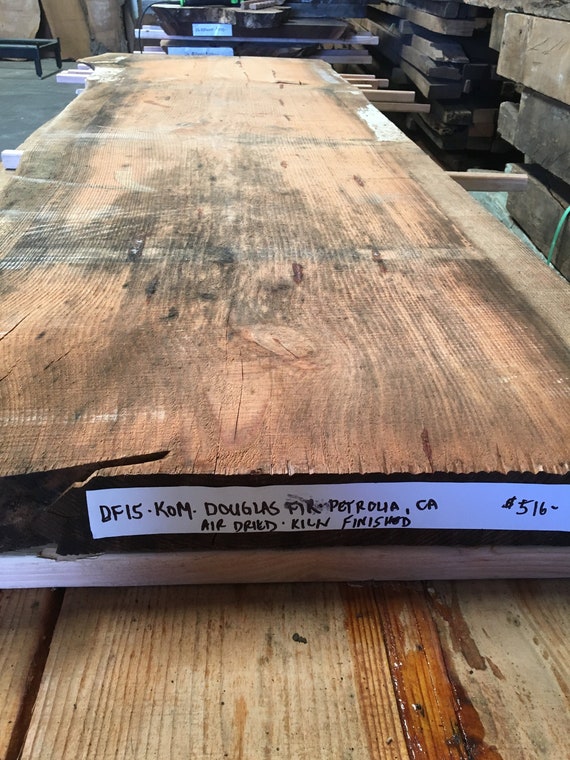 DF15 · KOM · DOUGLAS FIR PETROLIA, CA $516-
AIR DRIED · KILN FINISHED